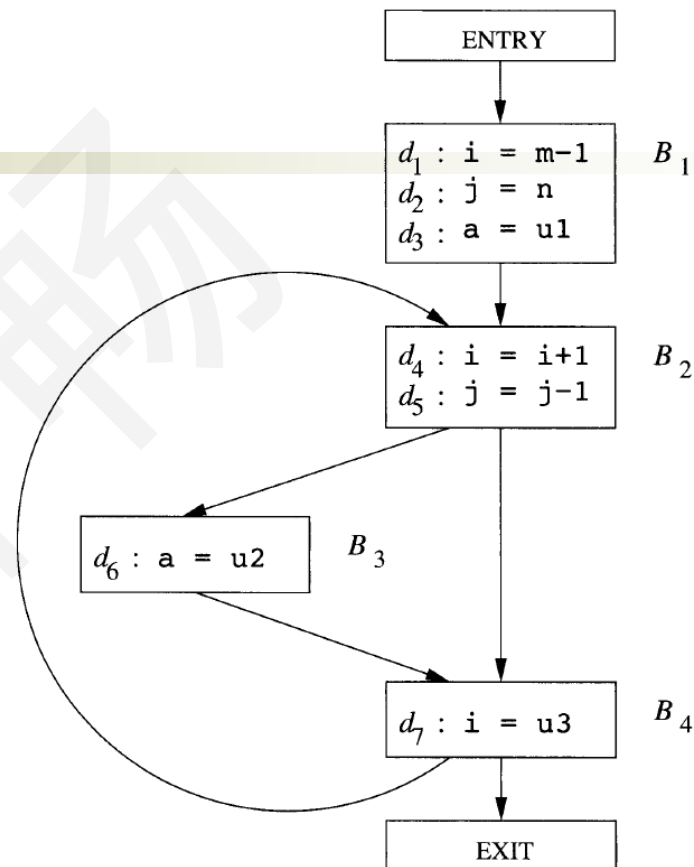 ENTRY
d₁ : i = m-1
d₂ : j = n
d₃ : a = u1
B₁
d₄ : i = i+1
d₅ : j = j-1
B₂
d₆ : a = u2
B₃
d₇ : i = u3
B₄
EXIT
畅